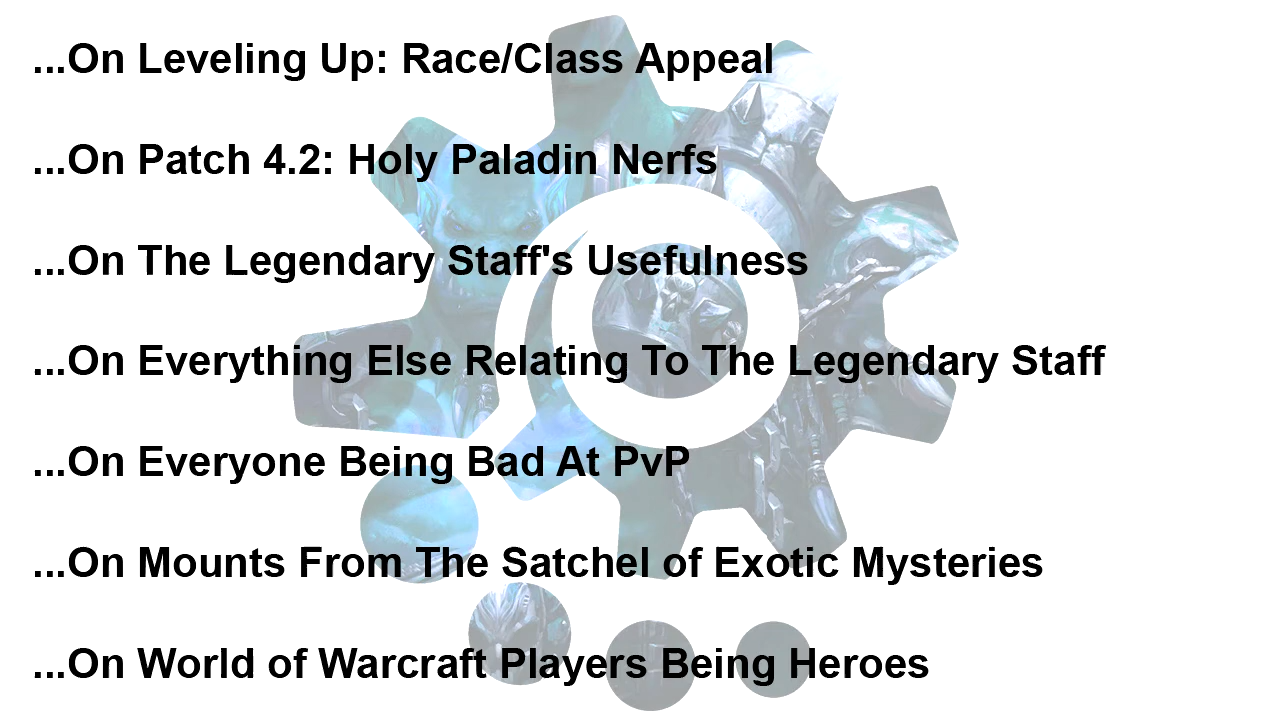 ...On Leveling Up: Race/Class Appeal
...On Patch 4.2: Holy Paladin Nerfs
...On The Legendary Staff's Usefulness
...On Everything Else Relating To The Legendary Staff
...On Everyone Being Bad At PvP
...On Mounts From The Satchel of Exotic Mysteries
...On World of Warcraft Players Being Heroes